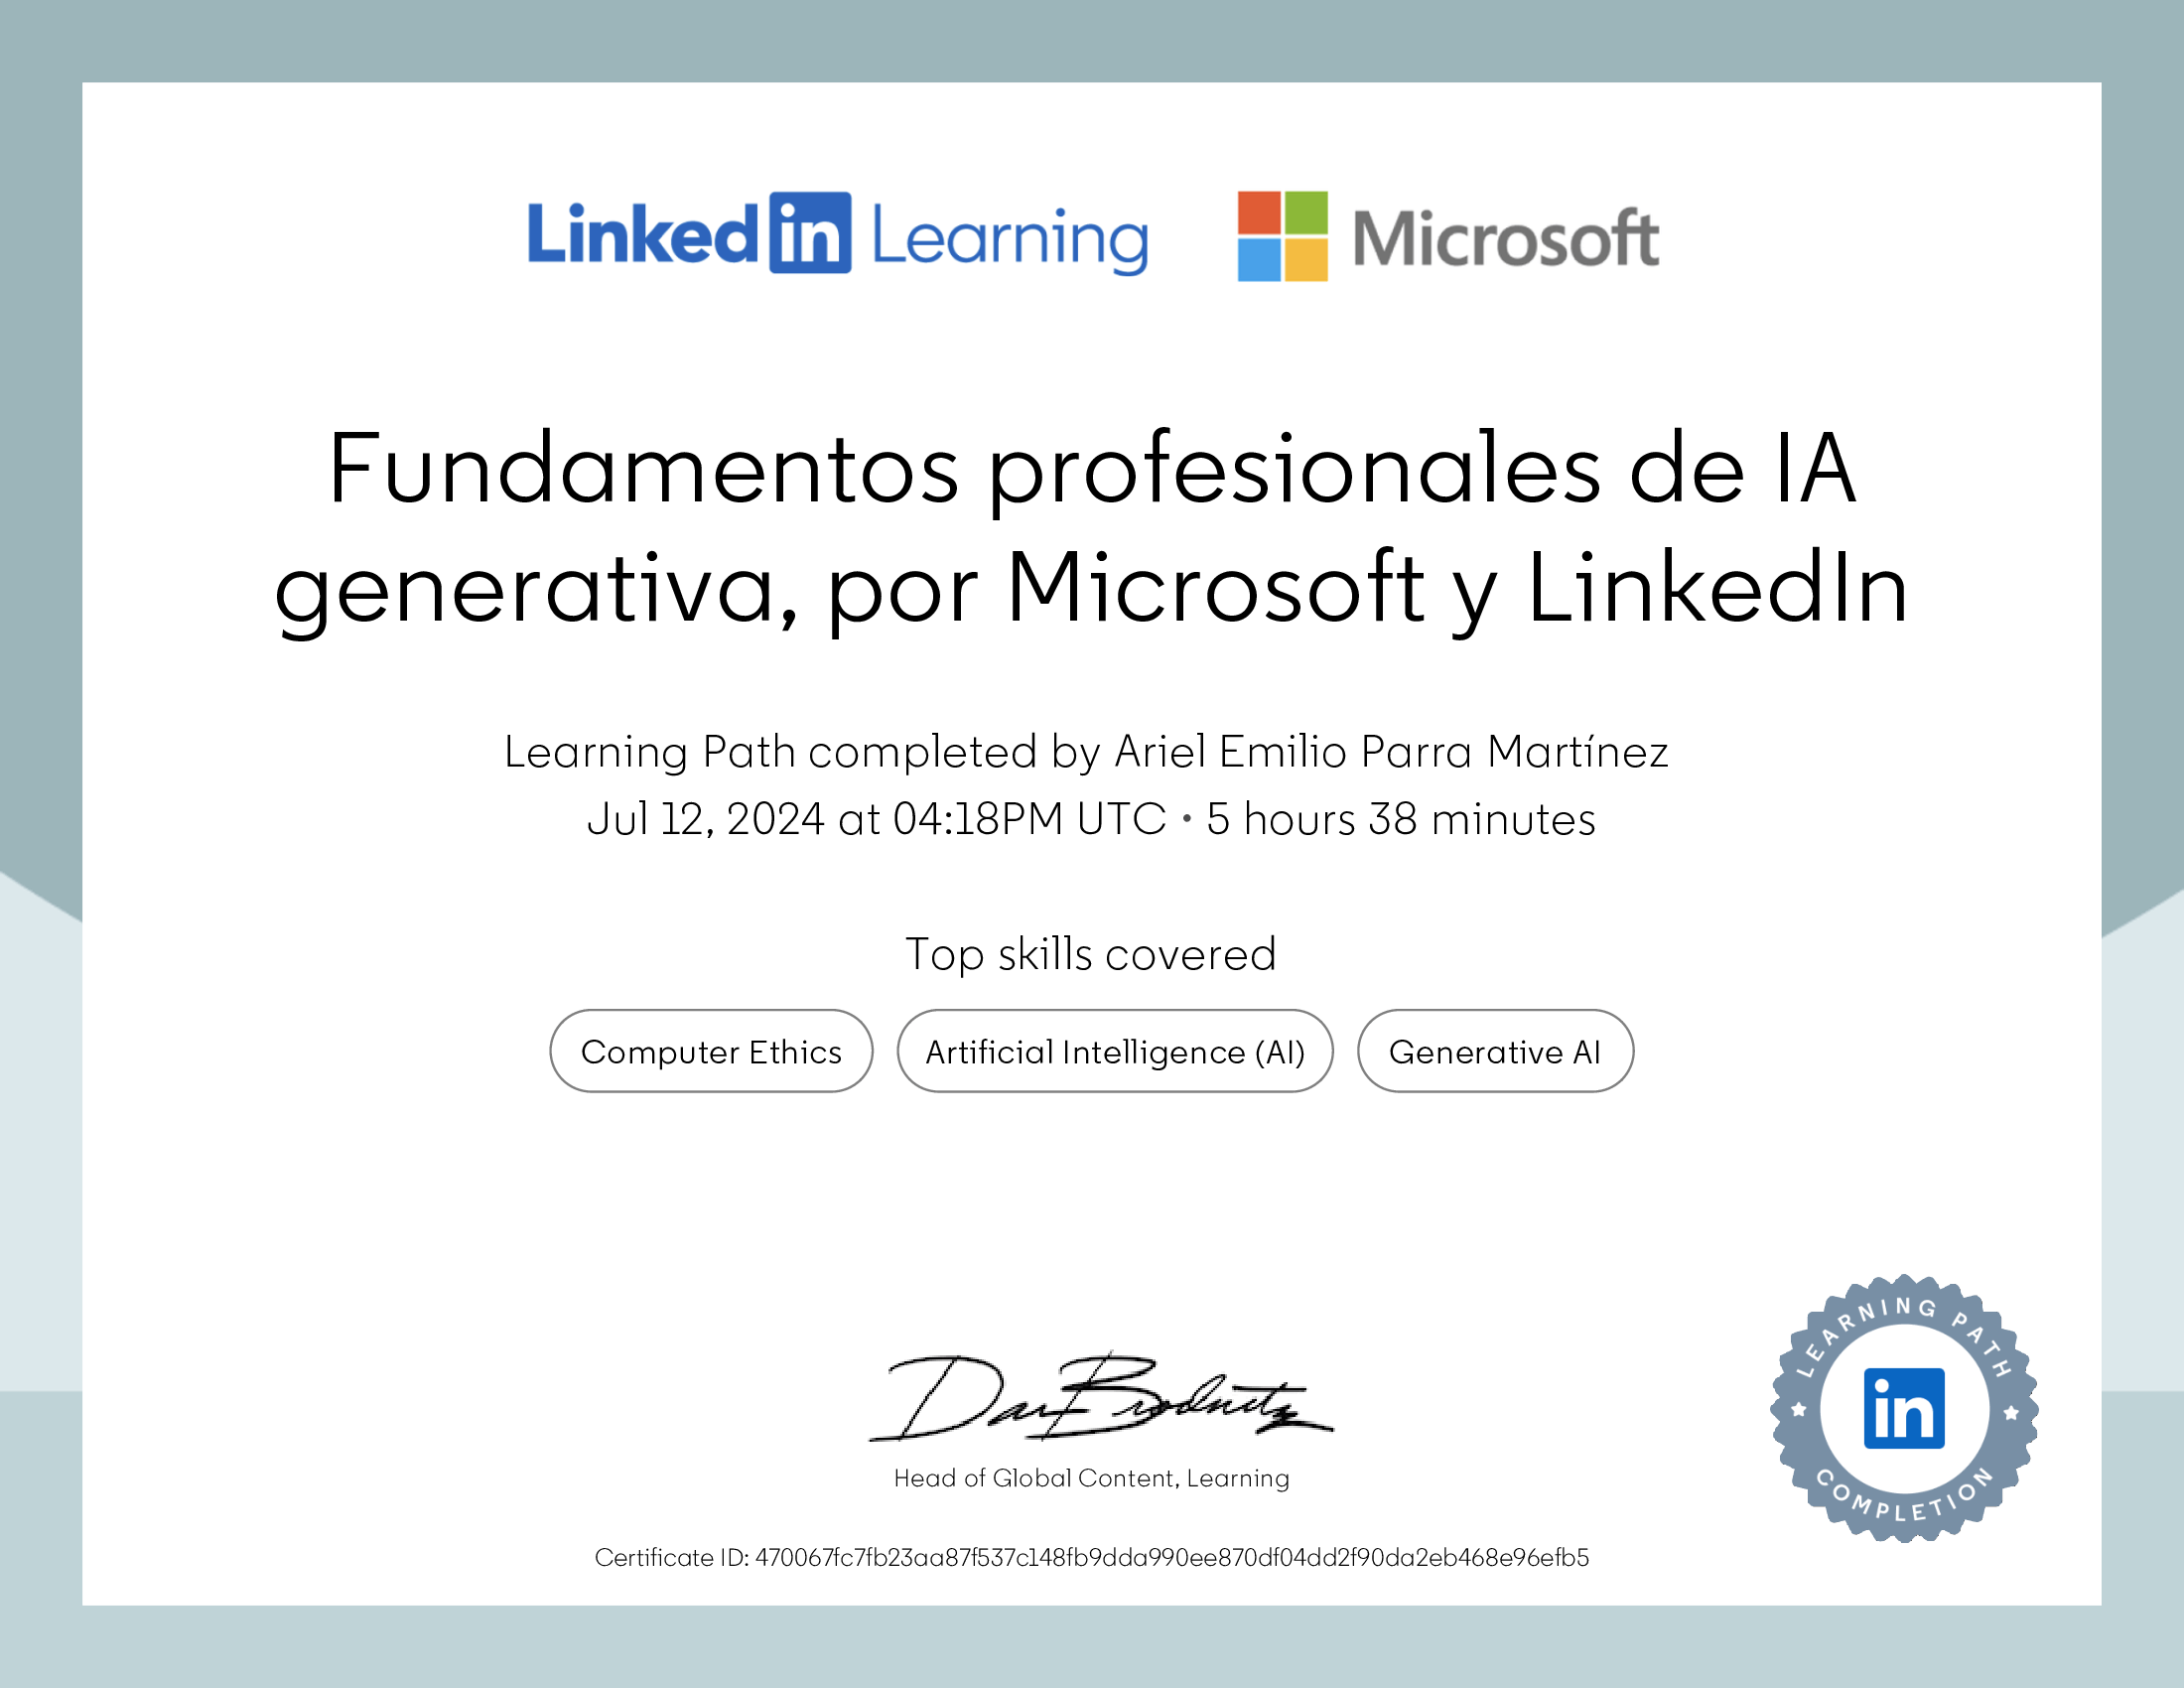 LinkedIn Learning Microsoft
Fundamentos profesionales de IA
generativa, por Microsoft y LinkedIn
Learning Path completed by Ariel Emilio Parra Martínez
Jul 12, 2024 at 04:18PM UTC • 5 hours 38 minutes
Top skills covered
Computer Ethics Artificial Intelligence (AI) Generative AI
Head of Global Content, Learning
Certificate ID: 470067fc7fb23aa87f537c148fb9dda990ee870df04dd2f90da2eb468e96efb5
LEARNING PATH
in
COMPLETION